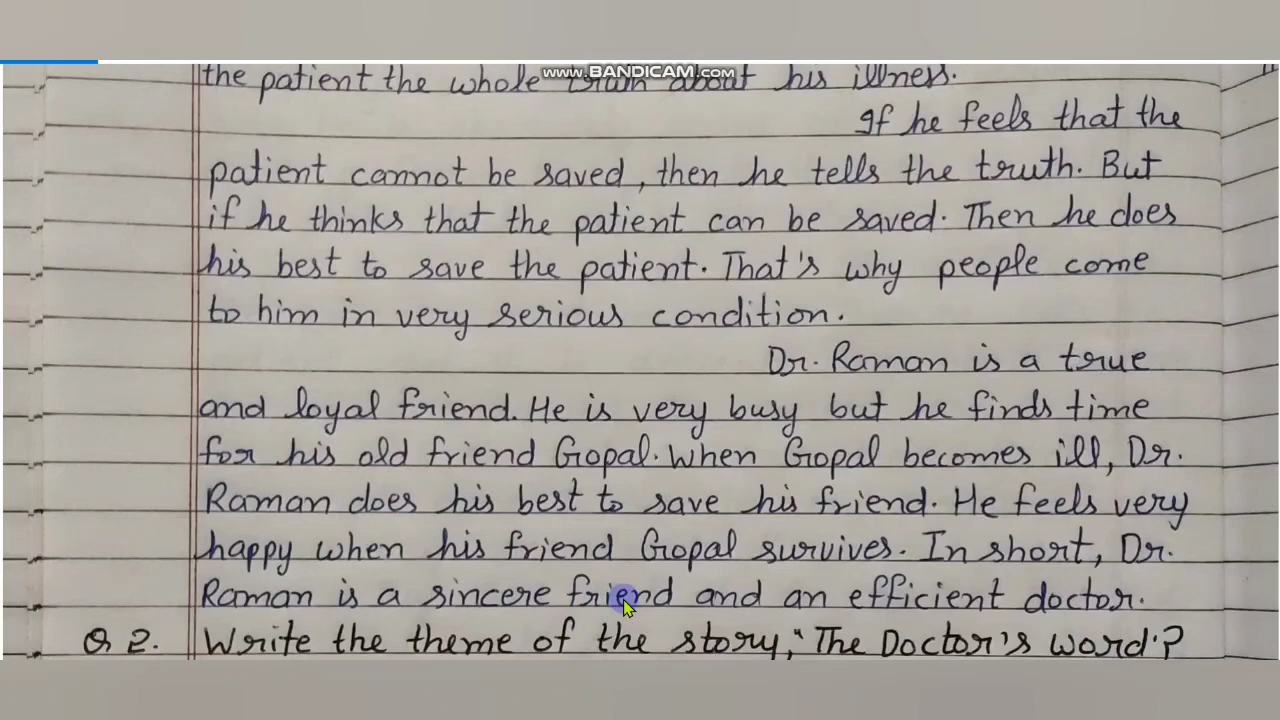 www.BANDICAM.com
the patient the whole truth about his illness.
If he feels that the
patient cannot be saved, then he tells the truth. But
if he thinks that the patient can be saved. Then he does
his best to save the patient. That's why people come
to him in very serious condition.
Dr. Raman is a true
and loyal friend. He is very busy but he finds time
for his old friend Gopal. When Gopal becomes ill, Dr.
Raman does his best to save his friend. He feels very
happy when his friend Gopal survives. In short, Dr.
Raman is a sincere friend and an efficient doctor.
Q 2. Write the theme of the story, "The Doctor's word'?